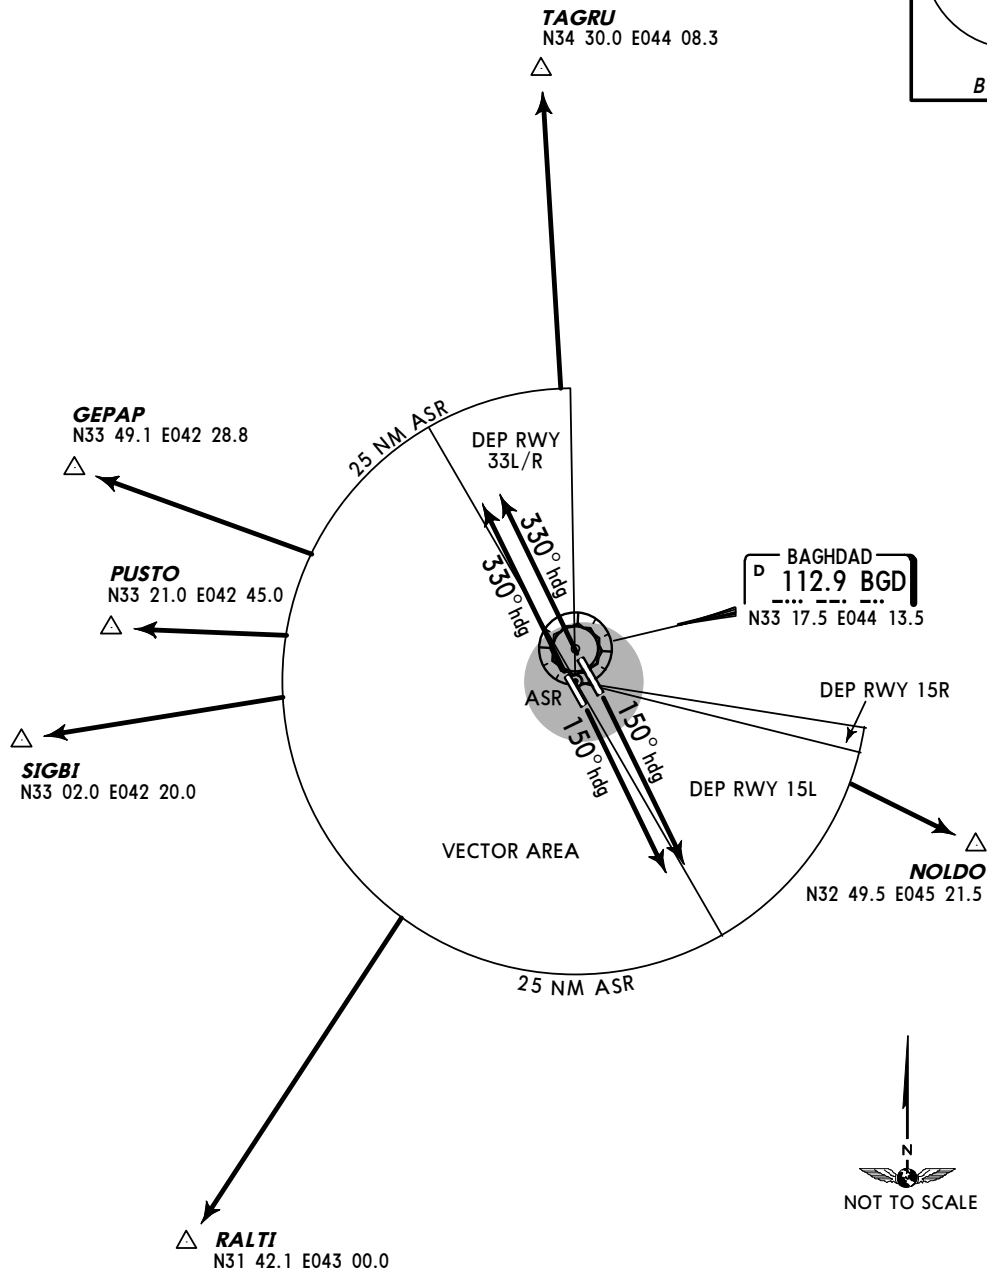 TAGRU
N34 30.0 E044 08.3
B
GEPAP
N33 49.1 E042 28.8
25 NM ASR
DEP RWY
33L/R
330° hdg
330° hdg
PUSTO
N33 21.0 E042 45.0
BAGHDAD
D 112.9 BGD
N33 17.5 E044 13.5
ASR
150° hdg
150° hdg
DEP RWY 15R
SIGBI
N33 02.0 E042 20.0
DEP RWY 15L
VECTOR AREA
NOLDO
N32 49.5 E045 21.5
25 NM ASR
N
NOT TO SCALE
RALTI
N31 42.1 E043 00.0